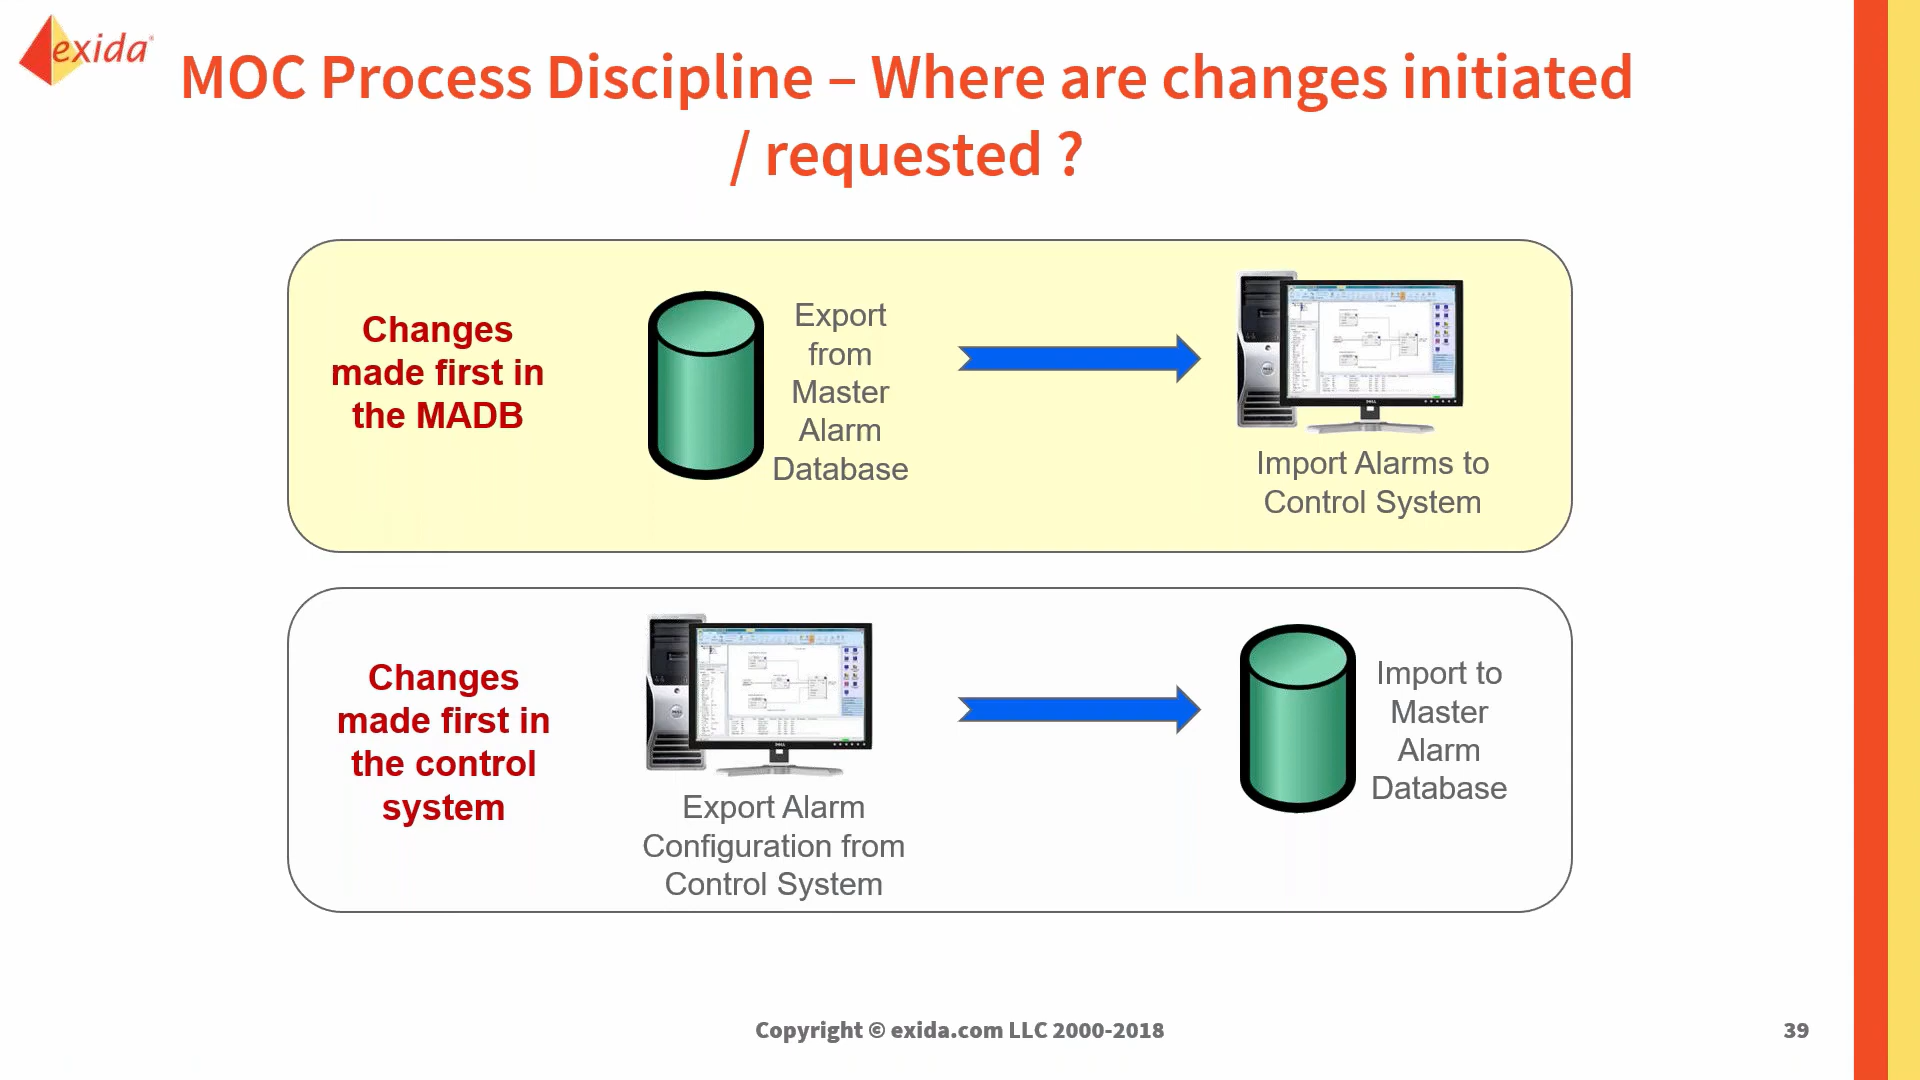 exida
MOC Process Discipline – Where are changes initiated
/ requested ?
Changes
made first in
the MADB
Export
from
Master
Alarm
Database
Import Alarms to
Control System
Changes
made first in
the control
system
Export Alarm
Configuration from
Control System
Import to
Master
Alarm
Database
Copyright © exida.com LLC 2000-2018
39